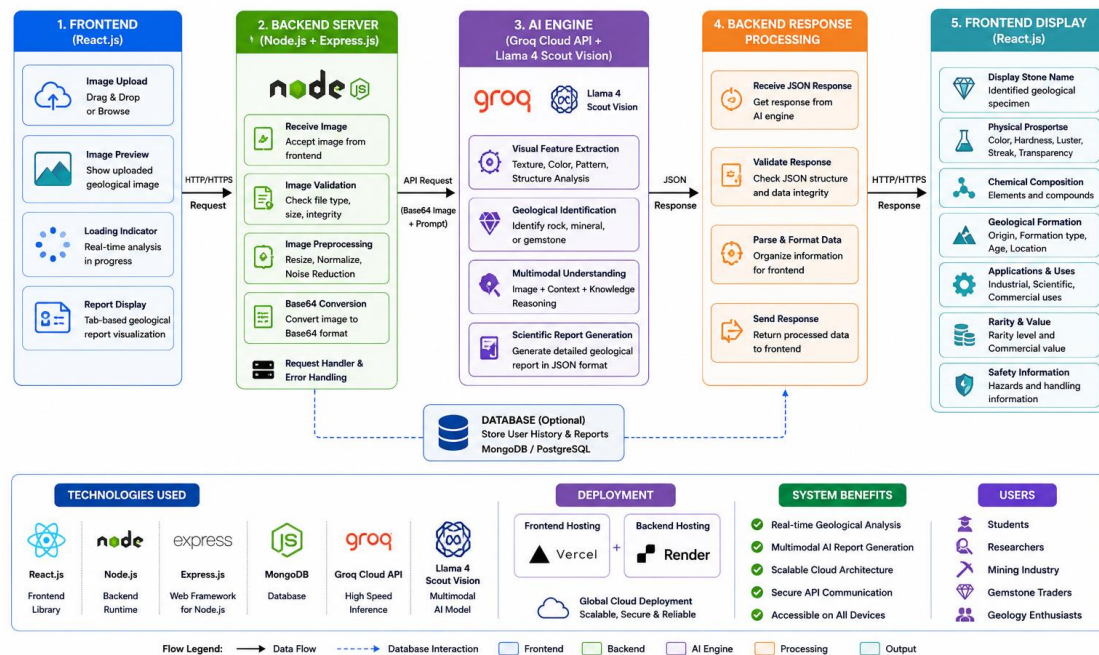 1. FRONTEND
(React.js)
Image Upload
Drag & Drop
or Browse
Image Preview
Show uploaded
geological image
Loading Indicator
Real-time analysis
in progress
Report Display
Tab-based geological
report visualization
HTTP/HTTPS
Request
2. BACKEND SERVER
(Node.js + Express.js)
node
JS
Receive Image
Accept image from
frontend
Image Validation
Check file type,
size, integrity
Image Preprocessing
Resize, Normalize,
Noise Reduction
Base64 Conversion
Convert image to
Base64 format
Request Handler &
Error Handling
API Request
(Base64 Image
+ Prompt)
3. AI ENGINE
(Groq Cloud API +
Llama 4 Scout Vision)
groq
Llama 4
Scout Vision
Visual Feature Extraction
Texture, Color, Pattern,
Structure Analysis
Geological Identification
Identify rock, mineral,
or gemstone
Multimodal Understanding
Image + Context + Knowledge
Reasoning
Scientific Report Generation
Generate detailed geological
report in JSON format
JSON
Response
4. BACKEND RESPONSE
PROCESSING
Receive JSON Response
Get response from
AI engine
Validate Response
Check JSON structure
and data integrity
Parse & Format Data
Organize information
for frontend
Send Response
Return processed data
to frontend
HTTP/HTTPS
Response
5. FRONTEND DISPLAY
(React.js)
Display Stone Name
Identified geological
specimen
Physical Prosportse
Color, Hardness, Luster,
Streak, Transparency
Chemical Composition
Elements and compounds
Geological Formation
Origin, Formation type,
Age, Location
Applications & Uses
Industrial, Scientific,
Commercial uses
Rarity & Value
Rarity level and
Commercial value
Safety Information
Hazards and handling
information
DATABASE (Optional)
Store User History & Reports
MongoDB / PostgreSQL
TECHNOLOGIES USED
React.js
Frontend
Library
node
Node.js
Backend
Runtime
express
Express.js
Web Framework
for Node.js
JS
MongoDB
Database
groq
Groq Cloud API
High Speed
Inference
Llama 4
Scout Vision
Multimodal
AI Model
DEPLOYMENT
Frontend Hosting
Vercel
+
Backend Hosting
Render
Global Cloud Deployment
Scalable, Secure & Reliable
SYSTEM BENEFITS
Real-time Geological Analysis
Multimodal AI Report Generation
Scalable Cloud Architecture
Secure API Communication
Accessible on All Devices
USERS
Students
Researchers
Mining Industry
Gemstone Traders
Geology Enthusiasts
Flow Legend: Data Flow Database Interaction Frontend Backend AI Engine Processing Output